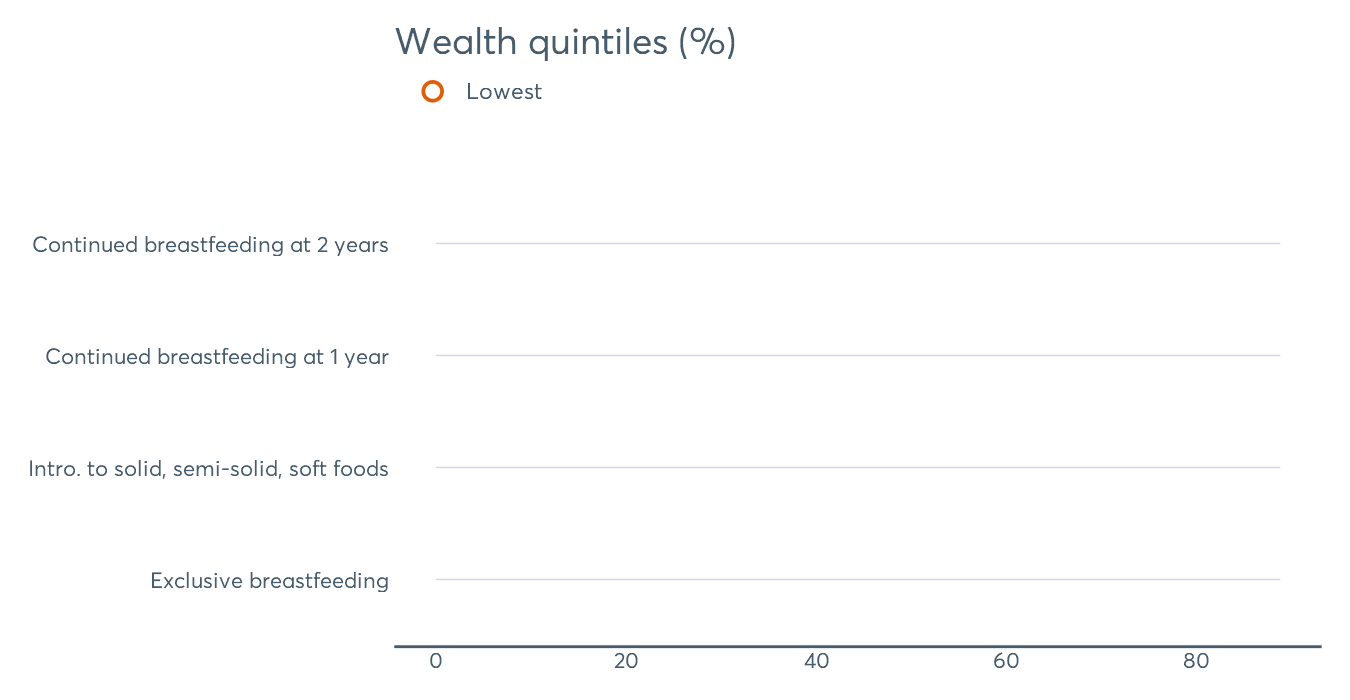 Wealth quintiles (%)
Lowest
Continued breastfeeding at 2 years
Continued breastfeeding at 1 year
Intro. to solid, semi-solid, soft foods
Exclusive breastfeeding
0 20 40 60 80